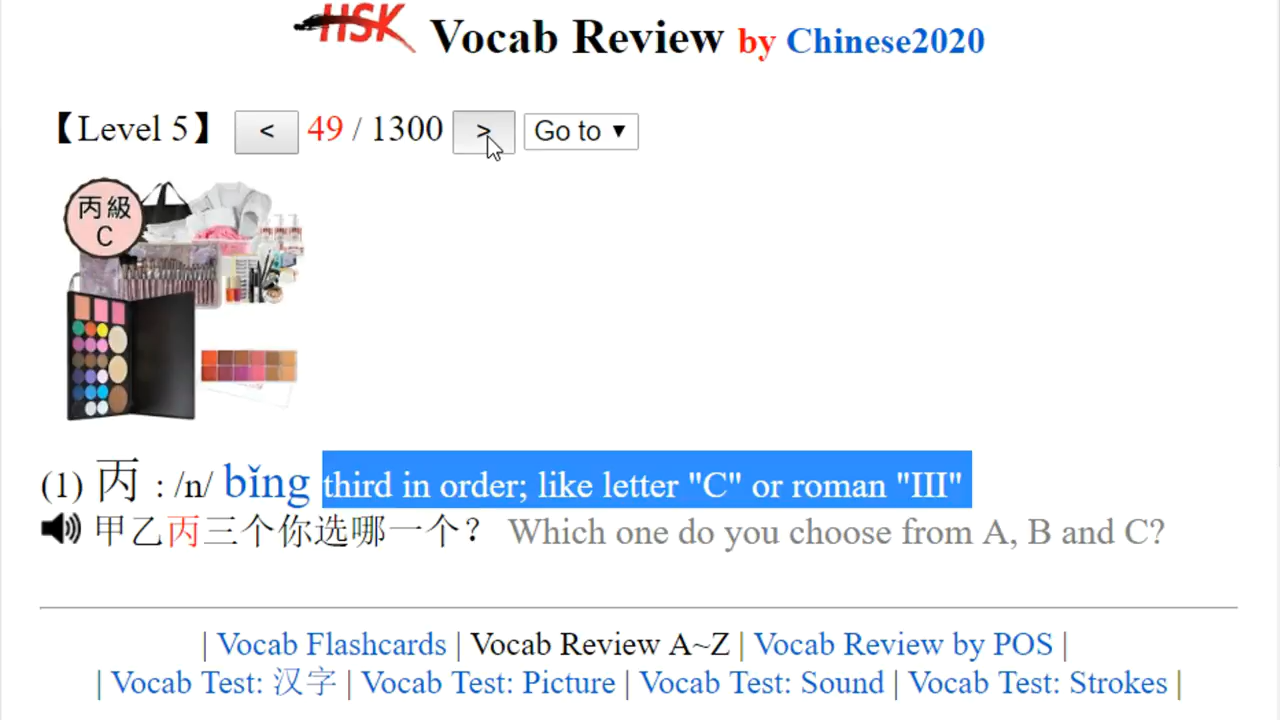 HSK Vocab Review by Chinese2020
【Level 5】 < 49 / 1300 > Go to ▼
丙級
C
(1) 丙 : /n/ bǐng third in order; like letter "C" or roman "III"
甲乙丙三个你选哪一个？ Which one do you choose from A, B and C?
| Vocab Flashcards | Vocab Review A~Z | Vocab Review by POS |
| Vocab Test: 汉字 | Vocab Test: Picture | Vocab Test: Sound | Vocab Test: Strokes |